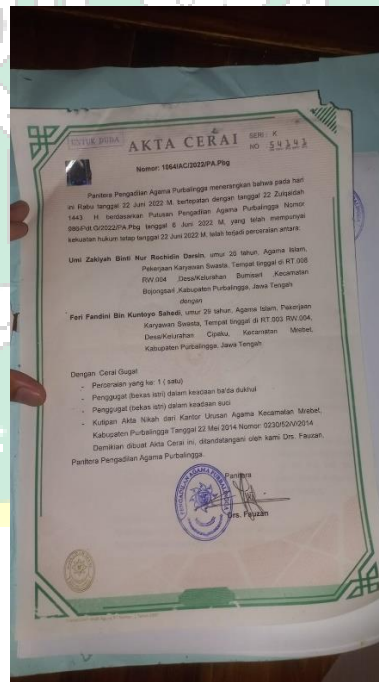 UNTUK DUDA
AKTA CERAI
SERI : K
NO 54141
Nomor: 1064/AC/2022/PA.Pbg
Panitera Pengadilan Agama Purbalingga menerangkan bahwa pada hari
ini Rabu tanggal 22 Juni 2022 M. bertepatan dengan tanggal 22 Zulqaidah
1443 H. berdasarkan Putusan Pengadilan Agama Purbalingga Nomor
/Pdt.G/2022/PA.Pbg tanggal 8 Juni 2022 M, yang telah mempunyai
kekuatan hukum tetap tanggal 22 Juni 2022 M, telah terjadi perceraian antara:
Umi Zakiyah Binti Nur Rochidin Darsin, umur 20 tahun, Agama Islam,
Pekerjaan Karyawan Swasta, Tempat tinggal di RT.008
RW.004 Desa/Kelurahan Bumisari ,Kecamatan
Bojongsari ,Kabupaten Purbalingga, Jawa Tengah
dengan
Feri Fandini Bin Kuntoyo Sahedi, umur 29 tahun, Agama Islam, Pekerjaan
Karyawan Swasta, Tempat tinggal di RT.003 RW.004,
Desa/Kelurahan Cipaku, Kecamatan Mrebet,
Kabupaten Purbalingga, Jawa Tengah
Dengan Cerai Gugat
- Perceraian yang ke: 1 ( satu)
- Penggugat (bekas istri) dalam keadaan ba'da dukhul
- Penggugat (bekas istri) dalam keadaan suci
- Kutipan Akta Nikah dari Kantor Urusan Agama Kecamatan Mrebet,
Kabupaten Purbalingga Tanggal 22 Mei 2014 Nomor: 0230/52/V/2014
Demikian dibuat Akta Cerai ini, ditandatangani oleh kami Drs. Fauzan,
Panitera Pengadilan Agama Purbalingga.
Panitera
PENGADILAN AGAMA PURBALINGGA
Drs. Fauzan